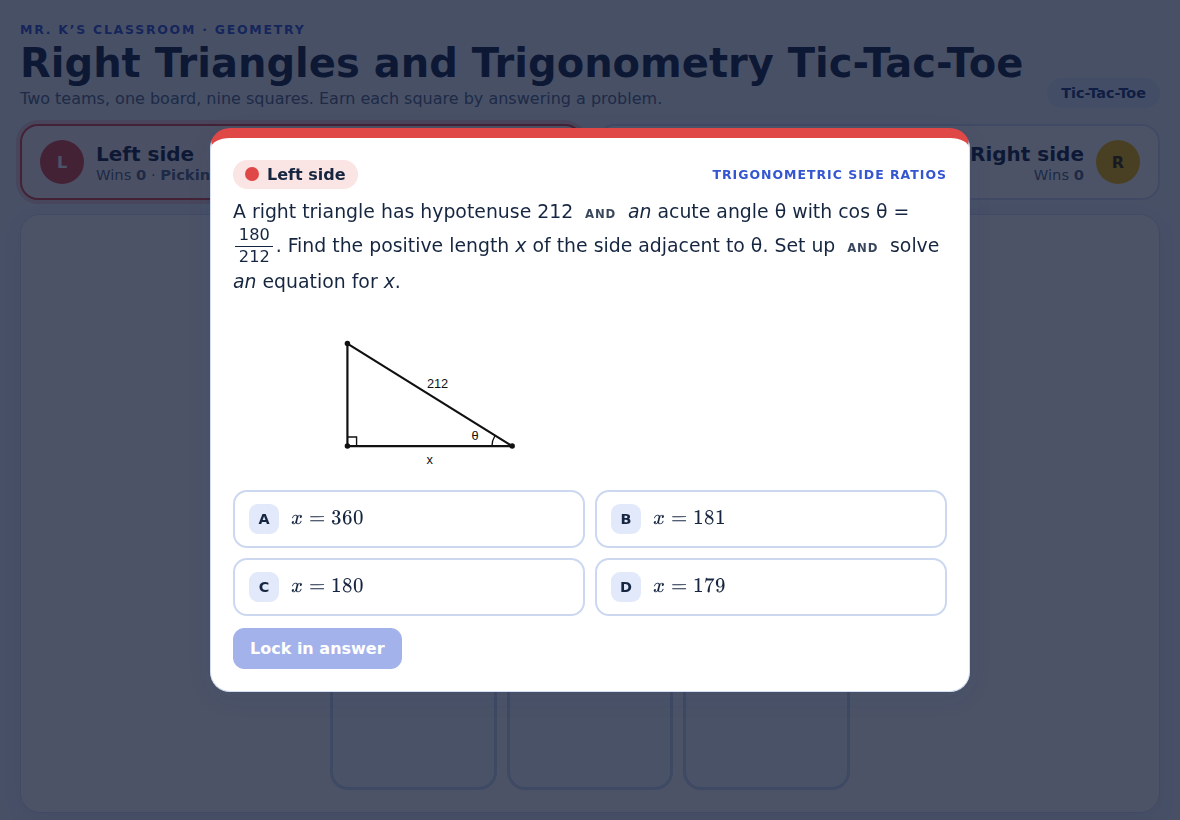 MR. K'S CLASSROOM · GEOMETRY
Right Triangles and Trigonometry Tic-Tac-Toe
Two teams, one board, nine squares. Earn each square by answering a problem.
Tic-Tac-Toe
L
Left side
Wins 0 · Pickin
Right side
Wins 0
R
Left side
TRIGONOMETRIC SIDE RATIOS
A right triangle has hypotenuse 212 AND an acute angle θ with cos θ =
180/212. Find the positive length x of the side adjacent to θ. Set up AND solve
an equation for x.
212
θ
x
A x = 360
B x = 181
C x = 180
D x = 179
Lock in answer